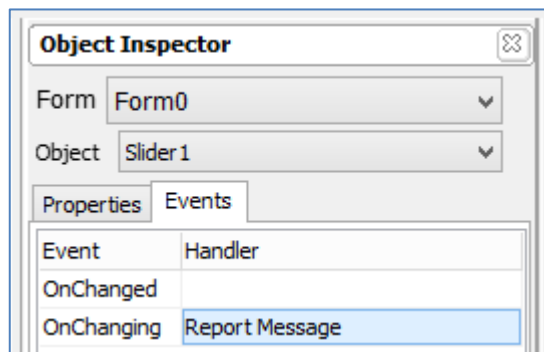 Object Inspector
Form Form0
Object Slider1
Properties Events
Event Handler
OnChanged
OnChanging Report Message